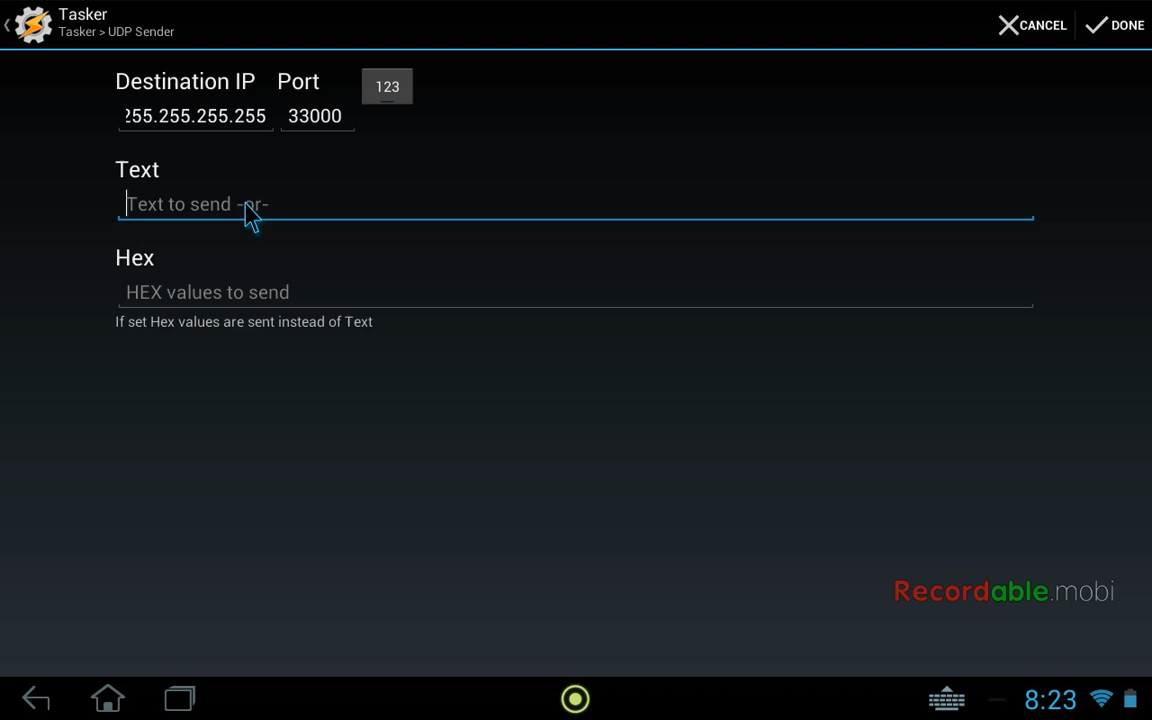 Tasker
Tasker > UDP Sender
CANCEL
DONE
Destination IP Port
123
255.255.255.255 33000
Text
Text to send -or-
Hex
HEX values to send
If set Hex values are sent instead of Text
Recordable.mobi
8:23